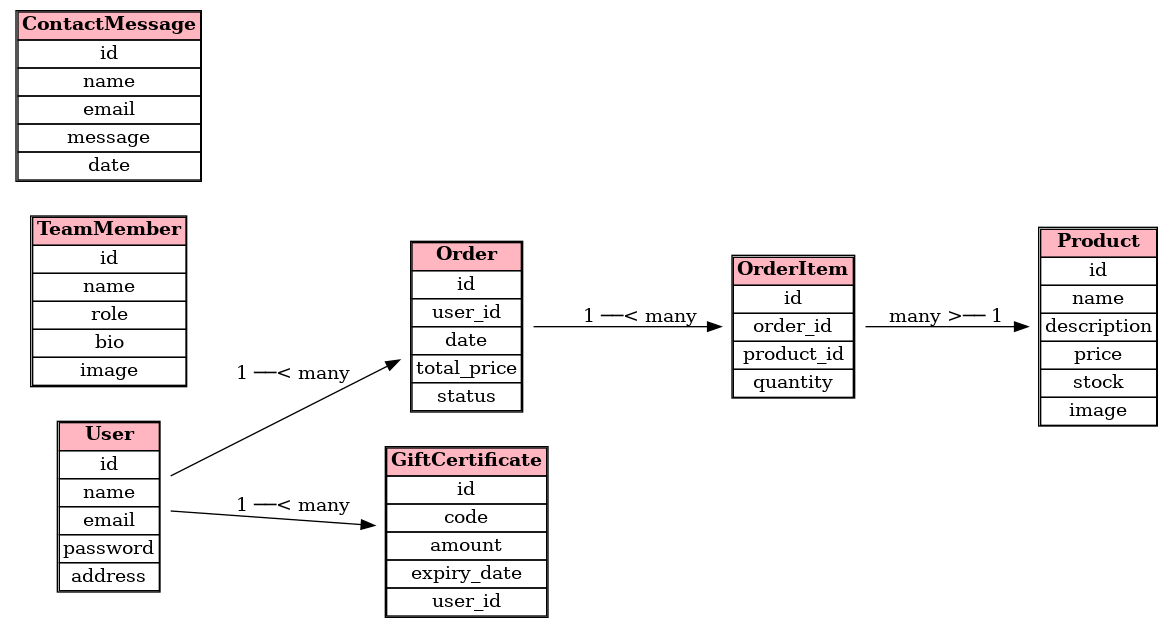 ContactMessage
id
name
email
message
date
TeamMember
id
name
role
bio
image
User
id
name
email
password
address
1 ──< many
1 ──< many
Order
id
user_id
date
total_price
status
GiftCertificate
id
code
amount
expiry_date
user_id
1 ──< many
OrderItem
id
order_id
product_id
quantity
many >── 1
Product
id
name
description
price
stock
image